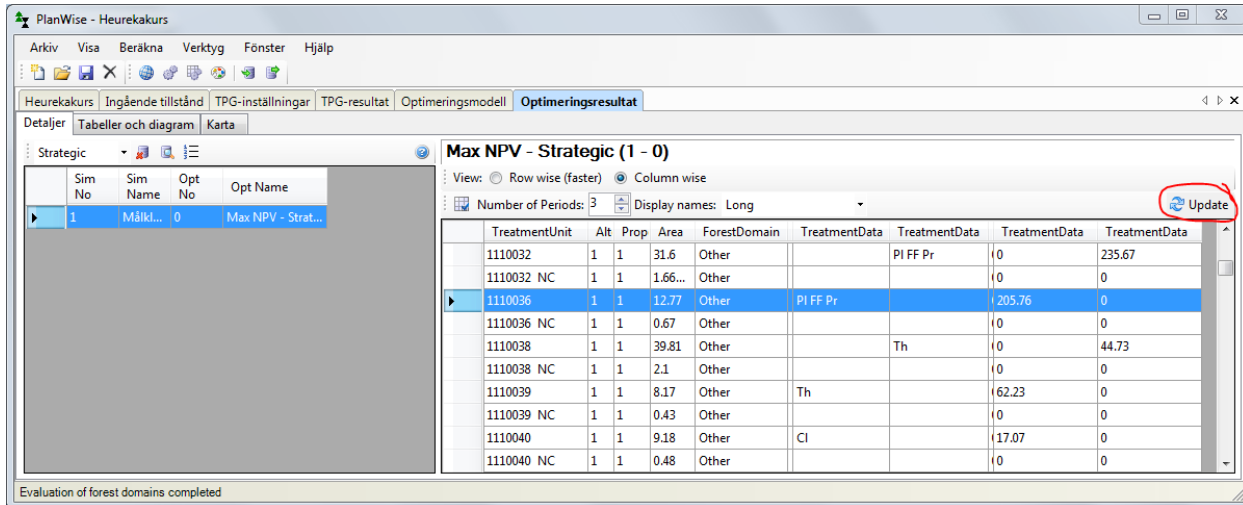 PlanWise - Heurekakurs
Arkiv Visa Beräkna Verktyg Fönster Hjälp
Heurekakurs Ingående tillstånd TPG-inställningar TPG-resultat Optimeringsmodell Optimeringsresultat
Detaljer Tabeller och diagram Karta
Strategic
Sim No Sim Name Opt No Opt Name
1 Målkl... 0 Max NPV - Strat...
Max NPV - Strategic (1 - 0)
View: Row wise (faster) Column wise
Number of Periods: 3 Display names: Long Update
TreatmentUnit Alt Prop Area ForestDomain TreatmentData TreatmentData TreatmentData TreatmentData
1110032 1 1 31.6 Other PI FF Pr 0 235.67
1110032 NC 1 1 1.66... Other 0 0
1110036 1 1 12.77 Other PI FF Pr 205.76 0
1110036 NC 1 1 0.67 Other 0 0
1110038 1 1 39.81 Other Th 0 44.73
1110038 NC 1 1 2.1 Other 0 0
1110039 1 1 8.17 Other Th 62.23 0
1110039 NC 1 1 0.43 Other 0 0
1110040 1 1 9.18 Other Cl 17.07 0
1110040 NC 1 1 0.48 Other 0 0
Evaluation of forest domains completed